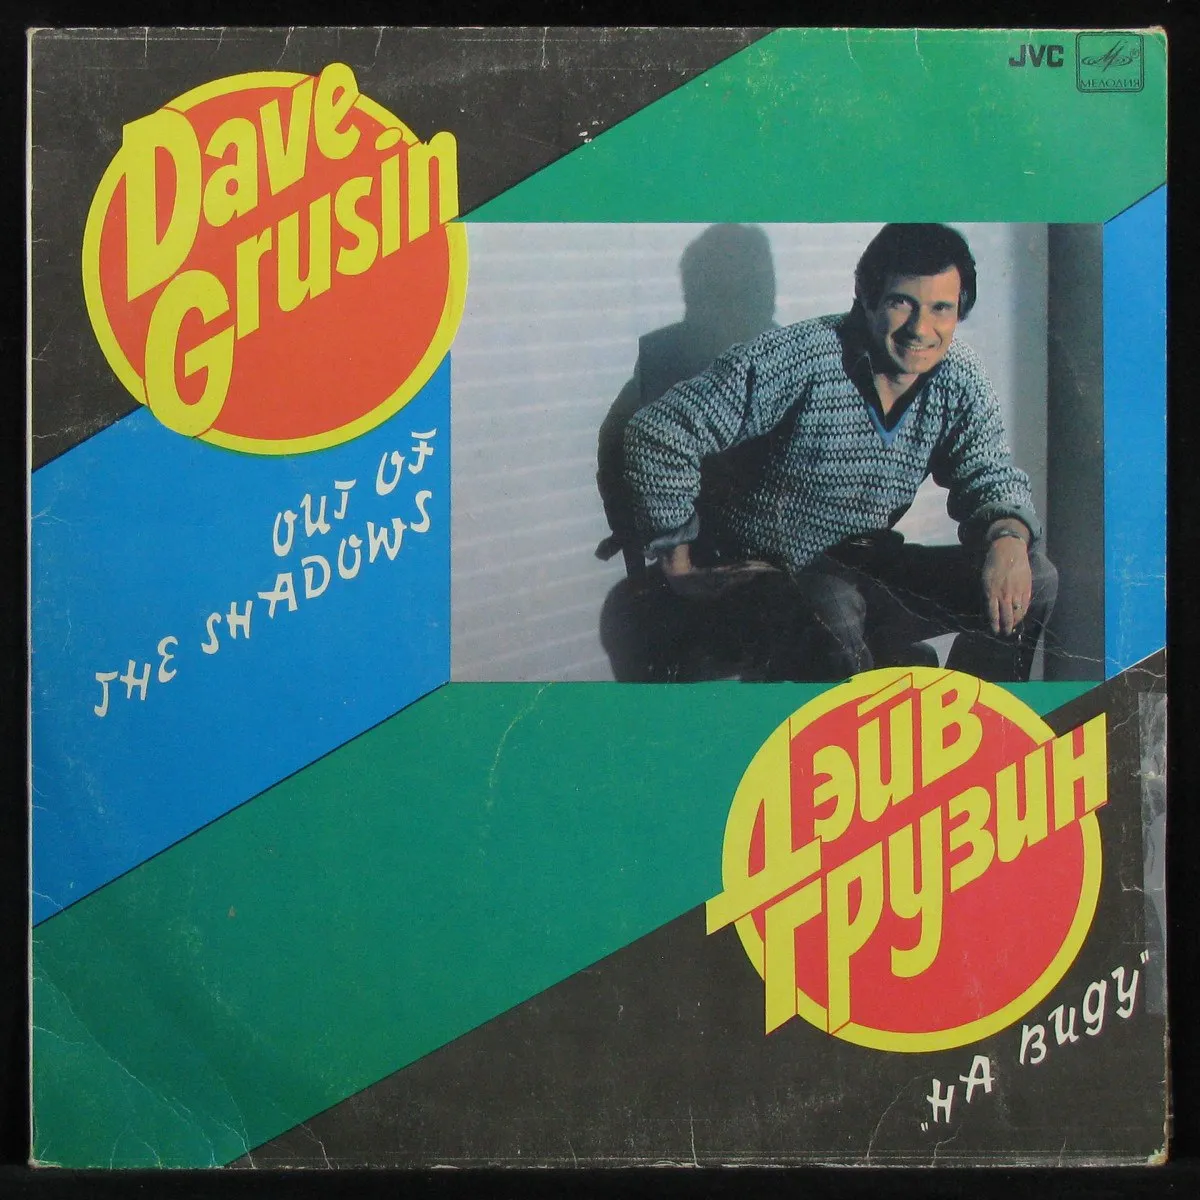 JVC
МЕЛОДИЯ
Dave
Grusin
OUT OF
THE SHADOWS
Дэйв
Грузин
„НА ВИДУ"